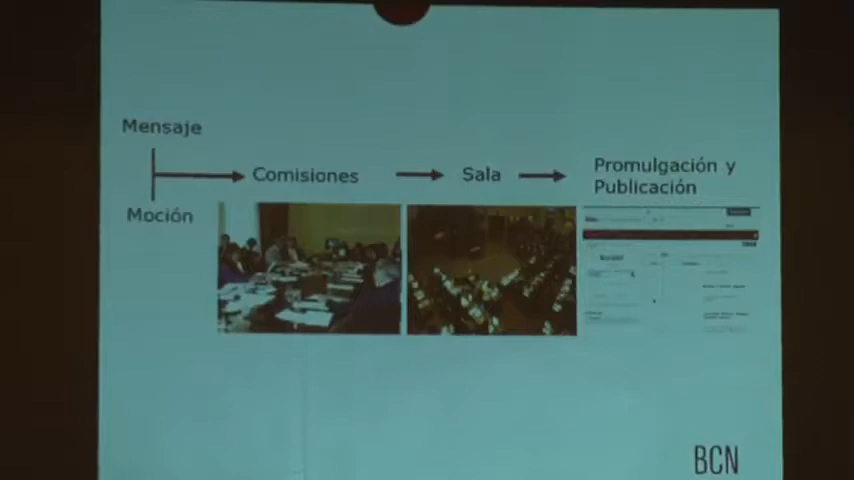 Mensaje
Comisiones
Sala
Promulgación y
Publicación
Moción
BCN